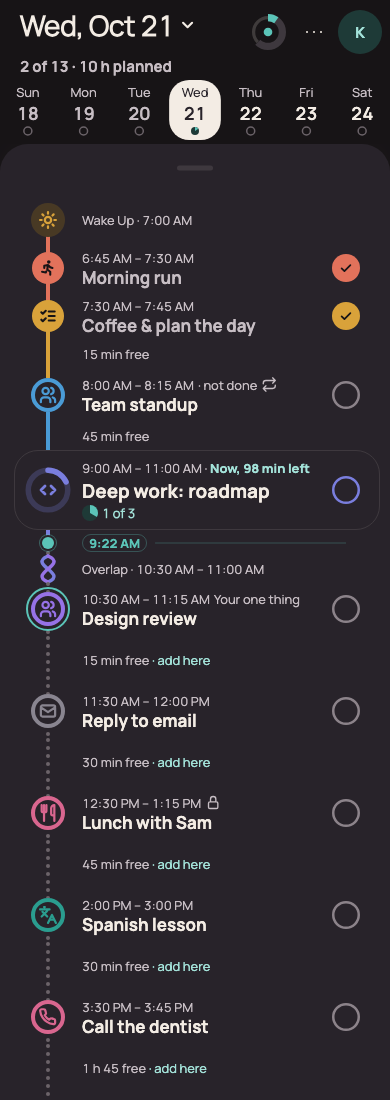 Wed, Oct 21
K
2 of 13 · 10 h planned
Sun Mon Tue Wed Thu Fri Sat
18 19 20 21 22 23 24
Wake Up · 7:00 AM
6:45 AM – 7:30 AM
Morning run
7:30 AM – 7:45 AM
Coffee & plan the day
15 min free
8:00 AM – 8:15 AM · not done
Team standup
45 min free
9:00 AM – 11:00 AM · Now, 98 min left
Deep work: roadmap
1 of 3
9:22 AM
Overlap · 10:30 AM – 11:00 AM
10:30 AM – 11:15 AM Your one thing
Design review
15 min free · add here
11:30 AM – 12:00 PM
Reply to email
30 min free · add here
12:30 PM – 1:15 PM
Lunch with Sam
45 min free · add here
2:00 PM – 3:00 PM
Spanish lesson
30 min free · add here
3:30 PM – 3:45 PM
Call the dentist
1 h 45 free · add here